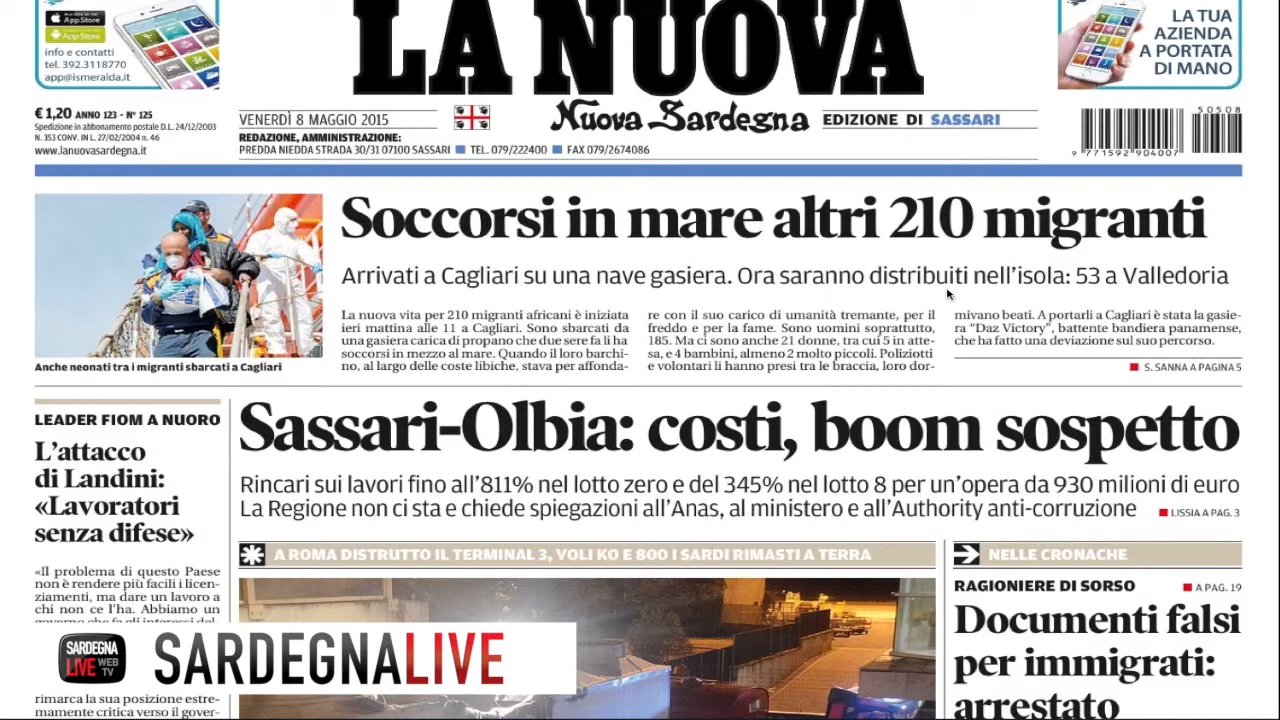 App Store
App Store
info e contatti
tel. 392.3118770
app@ismeralda.it
LA NUOVA
LA TUA
AZIENDA
A PORTATA
DI MANO
€ 1,20 ANNO 123 - N° 125
Spedizione in abbonamento postale D.L. 24/12/2003
N. 353 CONV. IN L. 27/02/2004 n. 46
www.lanuovasardegna.it
VENERDÌ 8 MAGGIO 2015
Nuova Sardegna
EDIZIONE DI SASSARI
REDAZIONE, AMMINISTRAZIONE:
PREDDA NIEDDA STRADA 30/31 07100 SASSARI TEL. 079/222400 FAX 079/2674086
50508
9 771592 904007
Soccorsi in mare altri 210 migranti
Arrivati a Cagliari su una nave gasiera. Ora saranno distribuiti nell'isola: 53 a Valledoria
Anche neonati tra i migranti sbarcati a Cagliari
La nuova vita per 210 migranti africani è iniziata
ieri mattina alle 11 a Cagliari. Sono sbarcati da
una gasiera carica di propano che due sere fa li ha
soccorsi in mezzo al mare. Quando il loro barchi-
no, al largo delle coste libiche, stava per affonda-
re con il suo carico di umanità tremante, per il
freddo e per la fame. Sono uomini soprattutto,
185. Ma ci sono anche 21 donne, tra cui 5 in atte-
sa, e 4 bambini, almeno 2 molto piccoli. Poliziotti
e volontari li hanno presi tra le braccia, loro dor-
mivano beati. A portarli a Cagliari è stata la gasie-
ra “Daz Victory”, battente bandiera panamense,
che ha fatto una deviazione sul suo percorso.
S. SANNA A PAGINA 5
LEADER FIOM A NUORO
L'attacco
di Landini:
«Lavoratori
senza difese»
«Il problema di questo Paese
non è rendere più facili i licen-
ziamenti, ma dare un lavoro a
chi non ce l'ha. Abbiamo un
governo che fa gli interessi del-
rimarca la sua posizione estre-
mamente critica verso il gover-
Sassari-Olbia: costi, boom sospetto
Rincari sui lavori fino all'811% nel lotto zero e del 345% nel lotto 8 per un'opera da 930 milioni di euro
La Regione non ci sta e chiede spiegazioni all'Anas, al ministero e all'Authority anti-corruzione
LISSIA A PAG. 3
A ROMA DISTRUTTO IL TERMINAL 3, VOLI KO E 800 I SARDI RIMASTI A TERRA
NELLE CRONACHE
RAGIONIERE DI SORSO
A PAG. 19
Documenti falsi
per immigrati:
arrestato
SARDEGNA
LIVE WEB
TV
SARDEGNALIVE